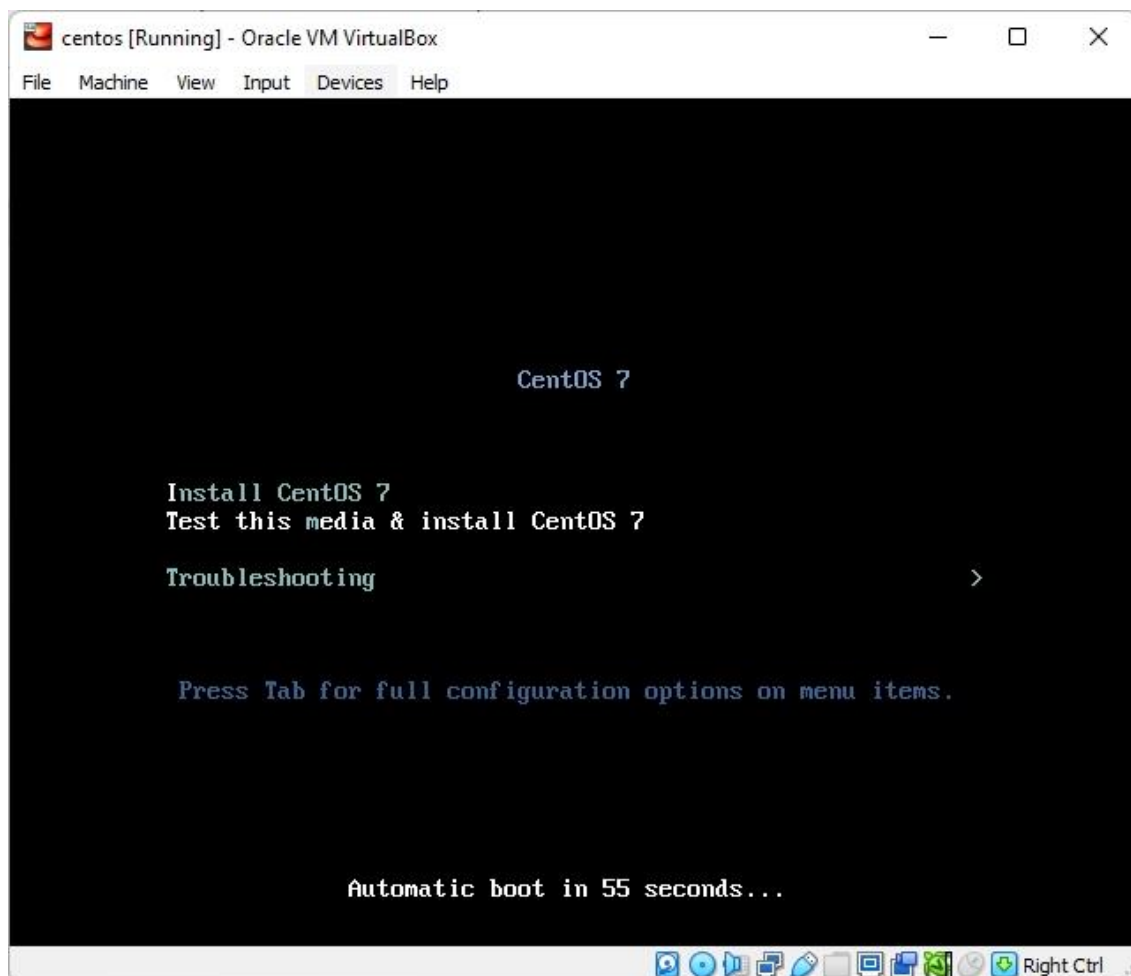 centos [Running] - Oracle VM VirtualBox
File Machine View Input Devices Help
CentOS 7
Install CentOS 7
Test this media & install CentOS 7
Troubleshooting >
Press Tab for full configuration options on menu items.
Automatic boot in 55 seconds...
Right Ctrl